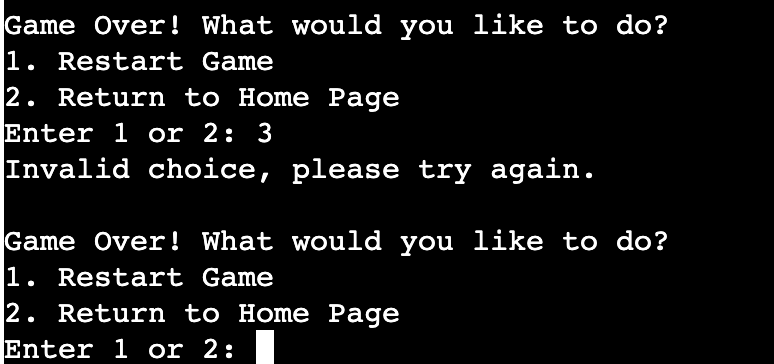 Game Over! What would you like to do?
1. Restart Game
2. Return to Home Page
Enter 1 or 2: 3
Invalid choice, please try again.

Game Over! What would you like to do?
1. Restart Game
2. Return to Home Page
Enter 1 or 2: